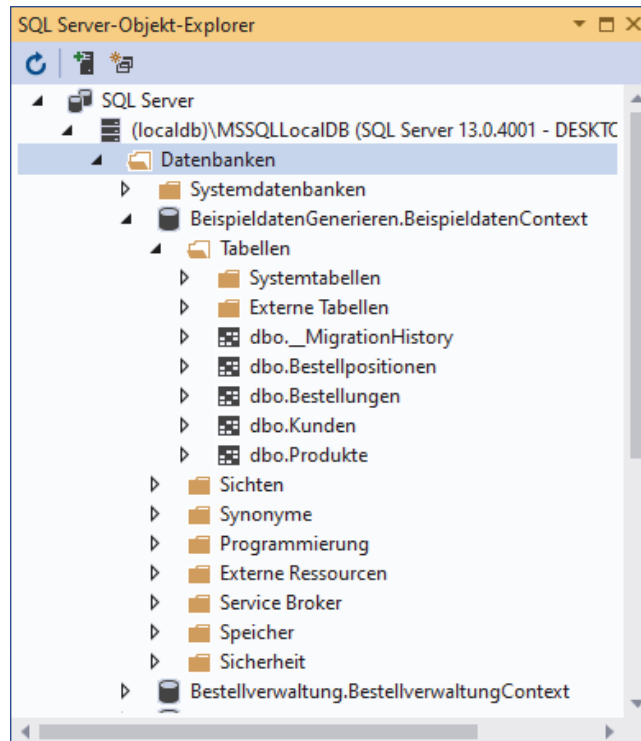 SQL Server-Objekt-Explorer
SQL Server
(localdb)\MSSQLLocalDB (SQL Server 13.0.4001 - DESKTC
Datenbanken
Systemdatenbanken
BeispieldatenGenerieren.BeispieldatenContext
Tabellen
Systemtabellen
Externe Tabellen
dbo.__MigrationHistory
dbo.Bestellpositionen
dbo.Bestellungen
dbo.Kunden
dbo.Produkte
Sichten
Synonyme
Programmierung
Externe Ressourcen
Service Broker
Speicher
Sicherheit
Bestellverwaltung.BestellverwaltungContext